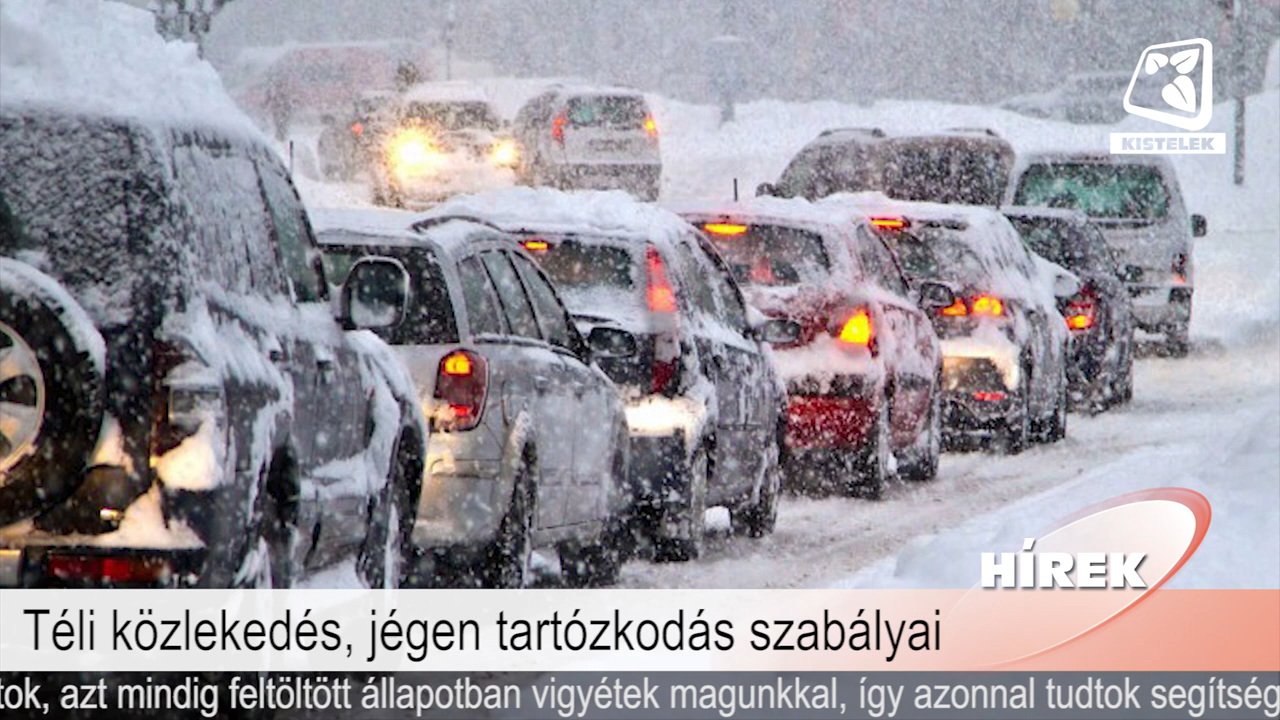 KISTELEK
HÍREK
Téli közlekedés, jégen tartózkodás szabályai
tok, azt mindig feltöltött állapotban vigyétek magunkkal, így azonnal tudtok segítség